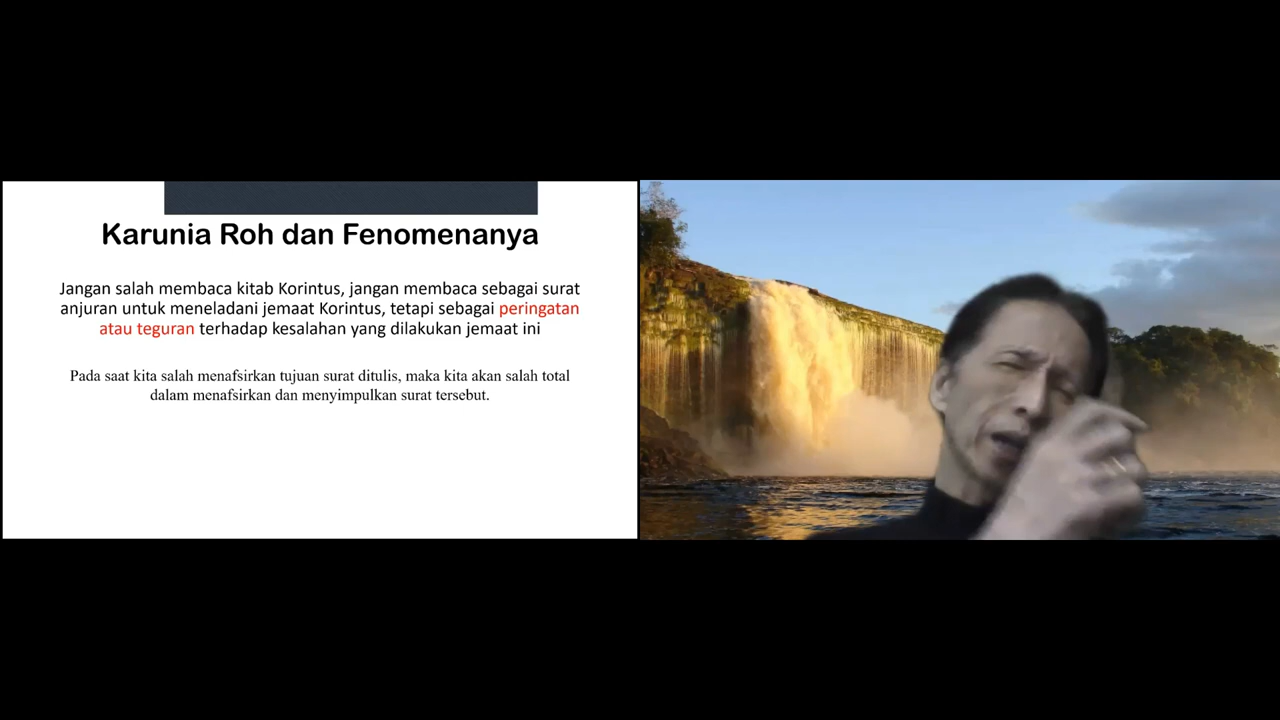 Karunia Roh dan Fenomenanya
Jangan salah membaca kitab Korintus, jangan membaca sebagai surat
anjuran untuk meneladani jemaat Korintus, tetapi sebagai peringatan
atau teguran terhadap kesalahan yang dilakukan jemaat ini
Pada saat kita salah menafsirkan tujuan surat ditulis, maka kita akan salah total
dalam menafsirkan dan menyimpulkan surat tersebut.